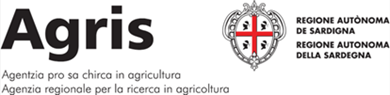 Agris
Agentzia pro sa chirca in agricultura
Agenzia regionale per la ricerca in agricoltura
REGIONE AUTÒNOMA
DE SARDIGNA
REGIONE AUTONOMA
DELLA SARDEGNA